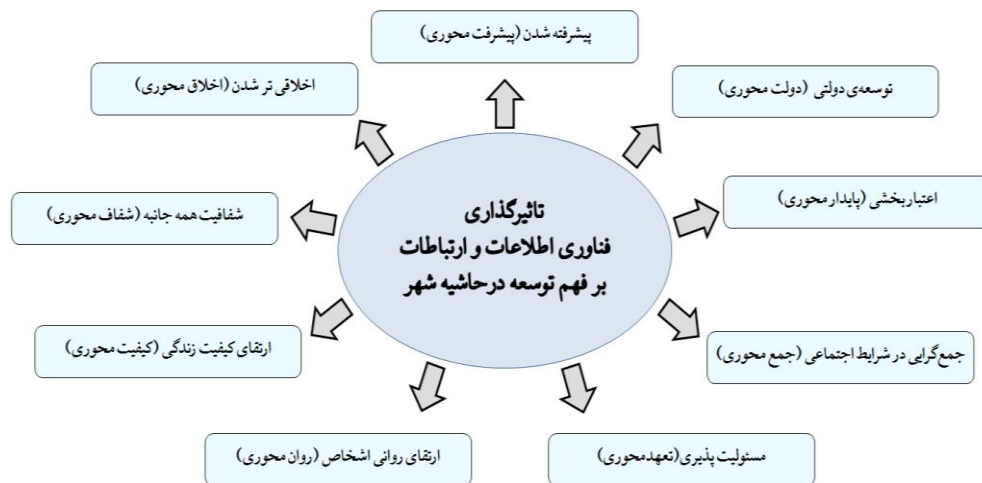 پیشرفته شدن (پیشرفت محوری)
توسعه‌ی دولتی (دولت محوری)
اخلاقی تر شدن (اخلاق محوری)
اعتباربخشی (پایدار محوری)
شفافیت همه جانبه (شفاف محوری)
تاثیرگذاری
فناوری اطلاعات و ارتباطات
بر فهم توسعه درحاشیه شهر
جمع‌گرایی در شرایط اجتماعی (جمع محوری)
ارتقای کیفیت زندگی (کیفیت محوری)
مسئولیت پذیری(تعهدمحوری)
ارتقای روانی اشخاص (روان محوری)